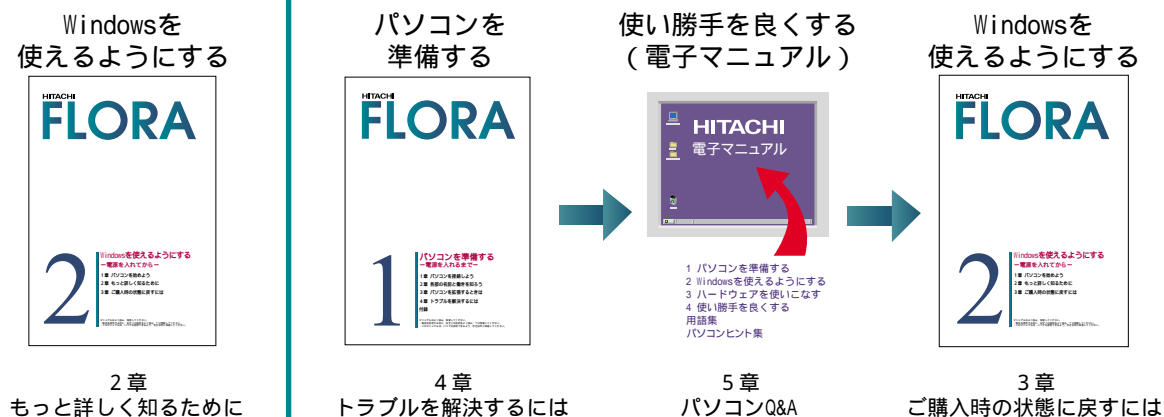 Windowsを
使えるようにする
HITACHI
FLORA
2
Windowsを使えるようにする
－電源を入れてから－
1章 パソコンを始めよう
2章 もっと詳しく知るために
3章 ご購入時の状態に戻すには
2章
もっと詳しく知るために
パソコンを
準備する
HITACHI
FLORA
1
パソコンを準備する
－電源を入れるまで－
1章 パソコンを接続しよう
2章 各部の名前と働きを知ろう
3章 パソコンを拡張するときは
4章 トラブルを解決するには
付録
4章
トラブルを解決するには
使い勝手を良くする
(電子マニュアル)
HITACHI
電子マニュアル
1 パソコンを準備する
2 Windowsを使えるようにする
3 ハードウェアを使いこなす
4 使い勝手を良くする
用語集
パソコンヒント集
5章
パソコンQ&A
Windowsを
使えるようにする
HITACHI
FLORA
2
Windowsを使えるようにする
－電源を入れてから－
1章 パソコンを始めよう
2章 もっと詳しく知るために
3章 ご購入時の状態に戻すには
3章
ご購入時の状態に戻すには